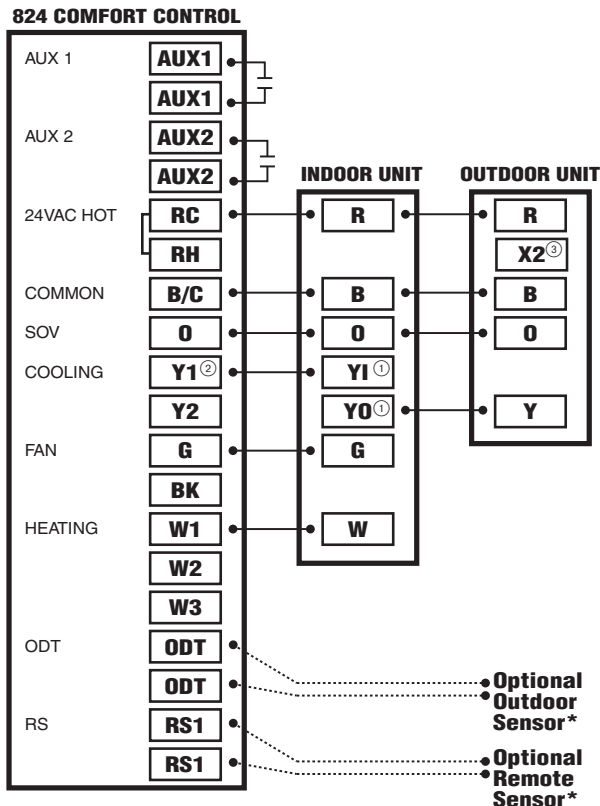 824 COMFORT CONTROL
AUX 1
AUX1
AUX1
AUX 2
AUX2
AUX2
INDOOR UNIT
OUTDOOR UNIT
24VAC HOT
RC
R
R
RH
X2③
COMMON
B/C
B
B
SOV
O
O
O
COOLING
Y1②
YI①
Y2
YO①
Y
FAN
G
G
BK
HEATING
W1
W
W2
W3
ODT
ODT
ODT
Optional
Outdoor
Sensor*
RS
RS1
RS1
Optional
Remote
Sensor*